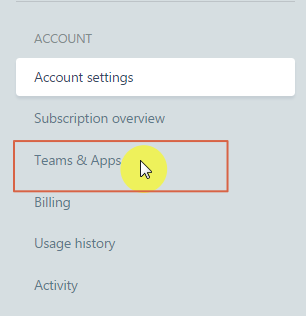 ACCOUNT
Account settings
Subscription overview
Teams & Apps
Billing
Usage history
Activity